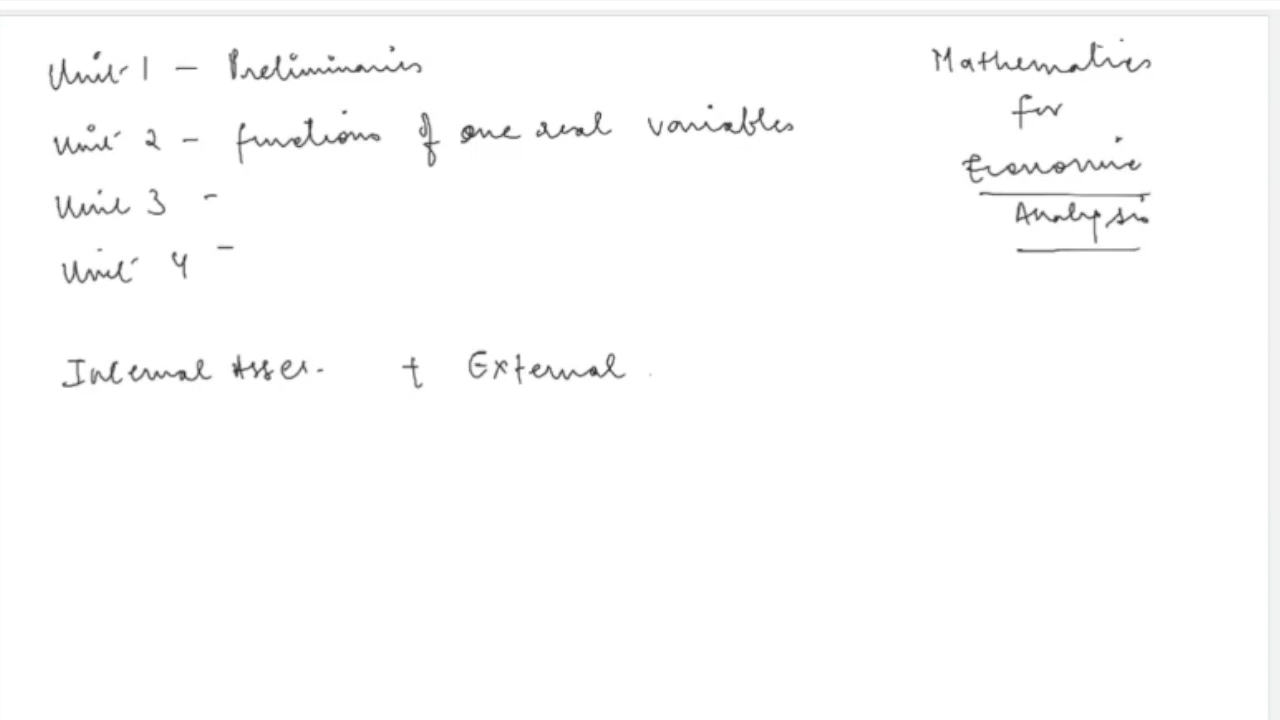 Unit 1 - Preliminaries
Unit 2 - functions of one real variables
Unit 3 -
Unit 4 -
Internal Asses. + External
Mathematics
for
Economic
Analysis